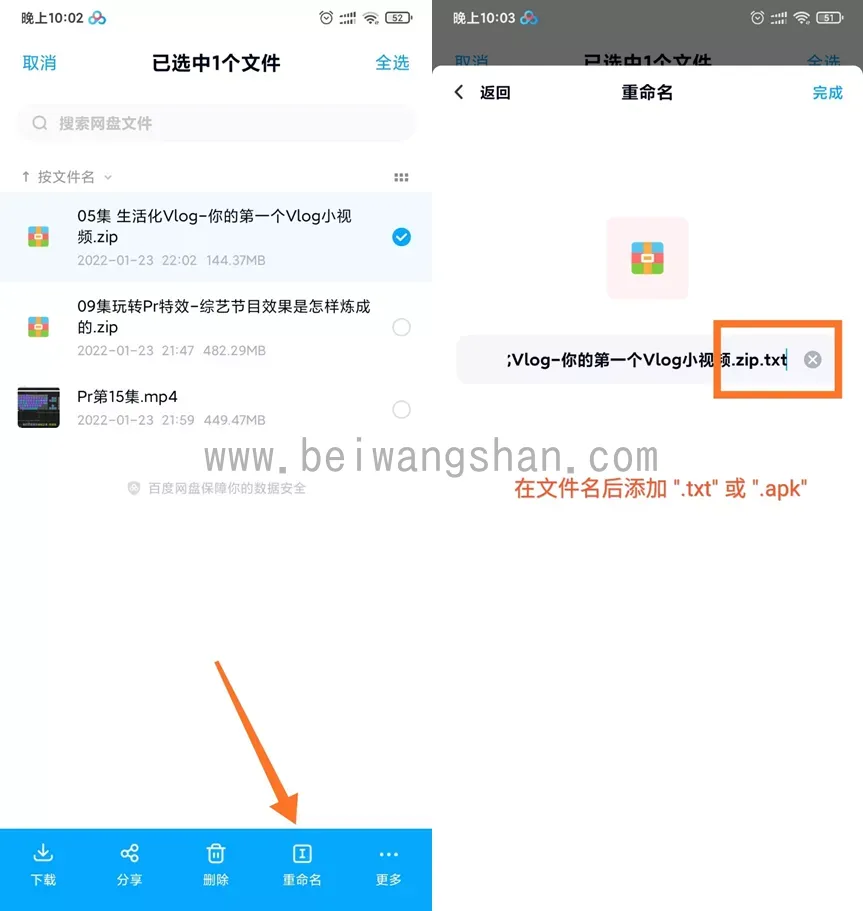 晚上10:02
52
取消
已选中1个文件
全选
搜索网盘文件
按文件名
05集 生活化Vlog-你的第一个Vlog小视
频.zip
2022-01-23 22:02 144.37MB
09集玩转Pr特效-综艺节目效果是怎样炼成
的.zip
2022-01-23 21:47 482.29MB
Pr第15集.mp4
2022-01-23 21:59 449.47MB
百度网盘保障你的数据安全
下载
分享
删除
重命名
更多
晚上10:03
51
取消
已选中1个文件
全选
返回
重命名
完成
Vlog-你的第一个Vlog小视频.zip.txt
www.beiwangshan.com
在文件名后添加 ".txt" 或 ".apk"